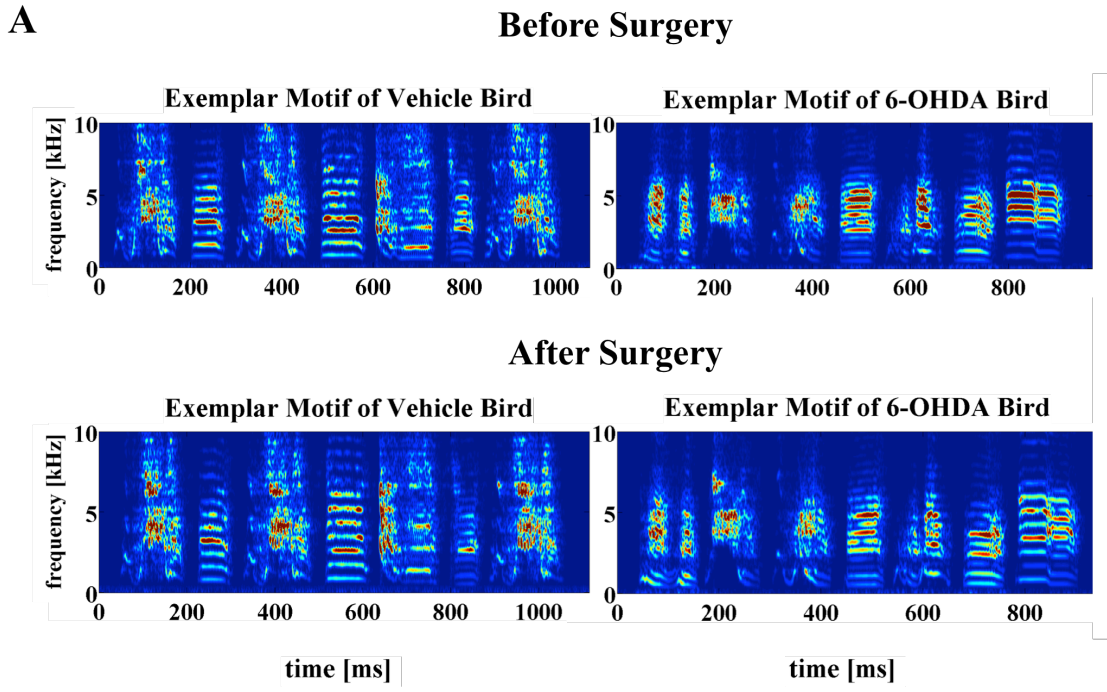 A
Before Surgery
Exemplar Motif of Vehicle Bird
Exemplar Motif of 6-OHDA Bird
frequency [kHz]
10
5
0
0 200 400 600 800 1000
10
5
0
0 200 400 600 800
After Surgery
Exemplar Motif of Vehicle Bird
Exemplar Motif of 6-OHDA Bird
frequency [kHz]
10
5
0
0 200 400 600 800 1000
10
5
0
0 200 400 600 800
time [ms]
time [ms]